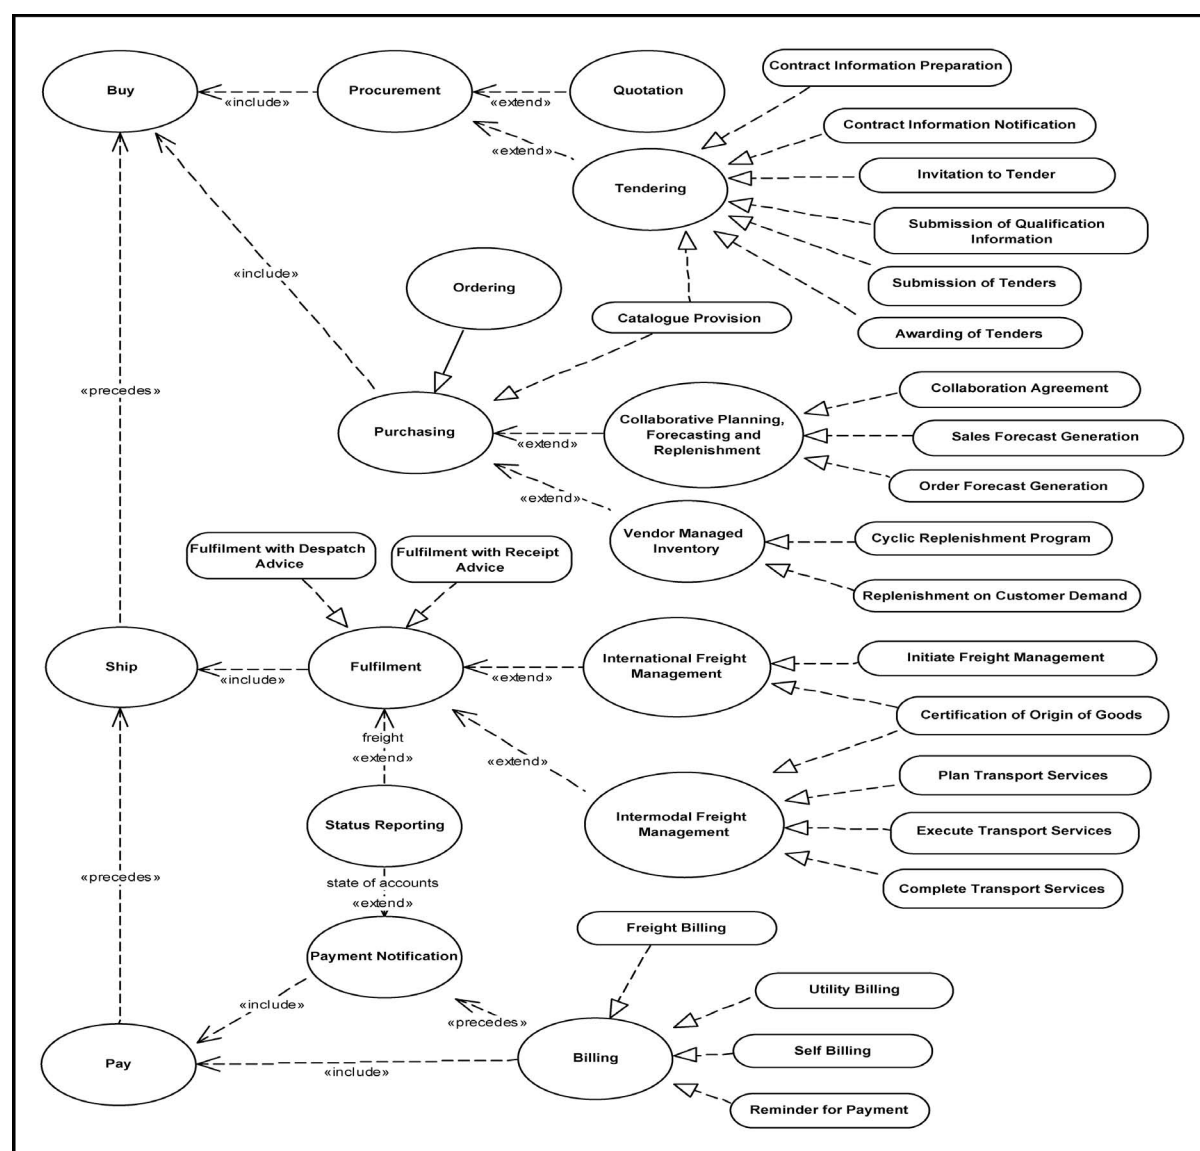 Contract Information Preparation
Buy
Procurement
Quotation
«include»
«extend»
Contract Information Notification
«extend»
Invitation to Tender
Tendering
Submission of Qualification
Information
«include»
Ordering
Submission of Tenders
Catalogue Provision
Awarding of Tenders
«precedes»
Collaboration Agreement
Purchasing
Collaborative Planning,
Forecasting and
Replenishment
«extend»
Sales Forecast Generation
Order Forecast Generation
«extend»
Vendor Managed
Inventory
Cyclic Replenishment Program
Fulfilment with Despatch
Advice
Fulfilment with Receipt
Advice
Replenishment on Customer Demand
Ship
Fulfilment
International Freight
Management
Initiate Freight Management
«include»
«extend»
Certification of Origin of Goods
freight
«extend»
«extend»
Plan Transport Services
Status Reporting
Intermodal Freight
Management
Execute Transport Services
«precedes»
state of accounts
«extend»
Complete Transport Services
Freight Billing
Payment Notification
Utility Billing
«include»
«precedes»
Pay
Billing
Self Billing
«include»
Reminder for Payment